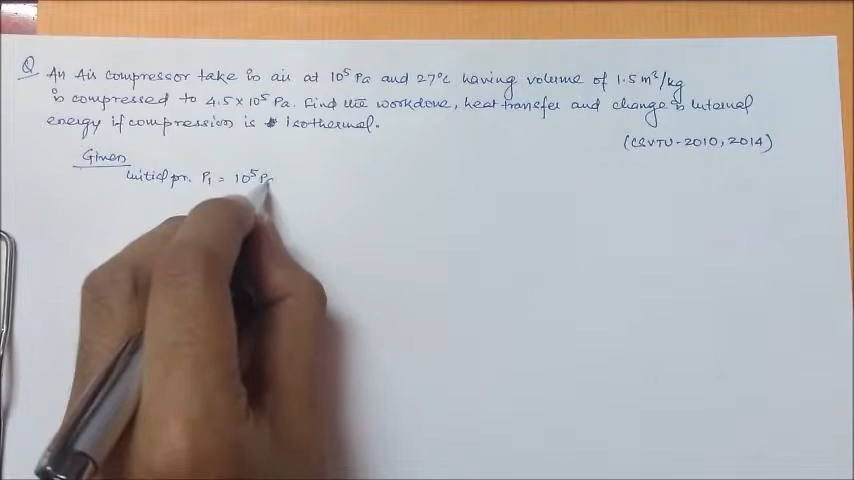 Q An Air compressor take in air at 10⁵ Pa and 27°C having volume of 1.5 m³/kg
is compressed to 4.5 × 10⁵ Pa. Find the workdone, heat transfer and change in Internal
energy if compression is isothermal.
(CSVTU-2010, 2014)
Given
Initial pr. P₁ = 10⁵ Pa